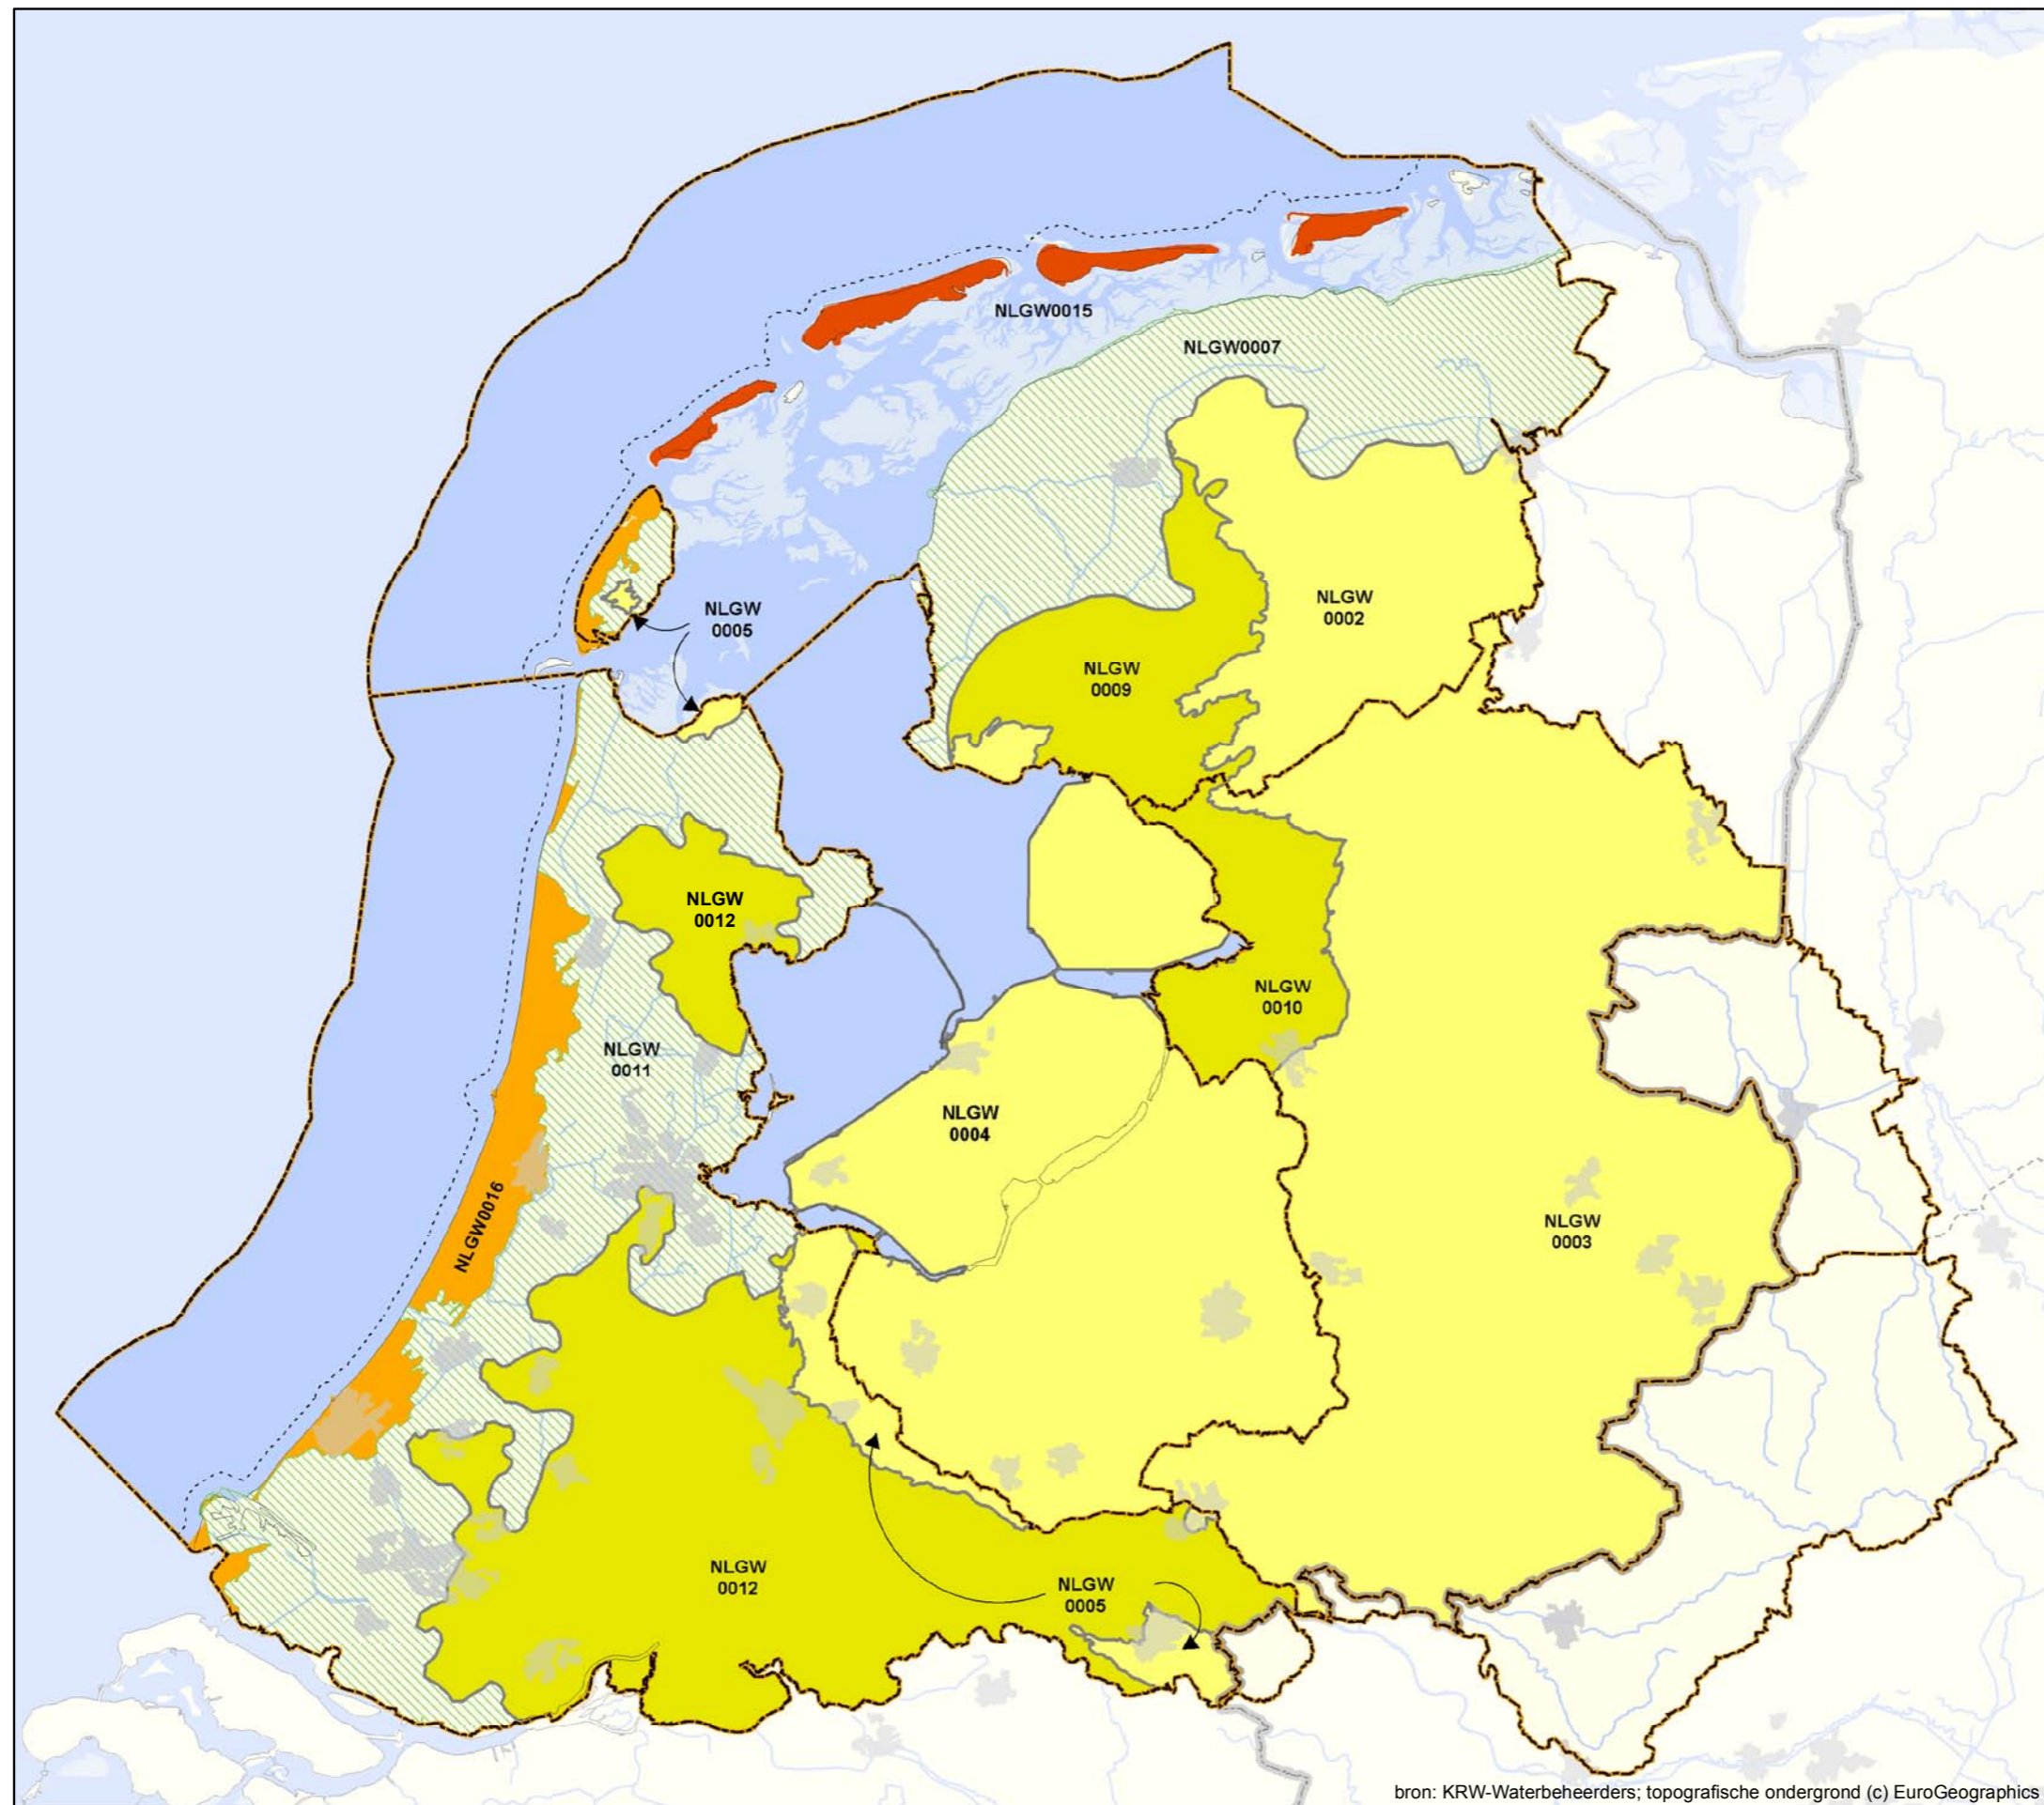 NLGW0015
NLGW0007
NLGW
0005
NLGW
0002
NLGW
0009
NLGW
0012
NLGW
0010
NLGW
0011
NLGW
0004
NLGW0016
NLGW
0003
NLGW
0012
NLGW
0005
bron: KRW-Waterbeheerders; topografische ondergrond (c) EuroGeographics